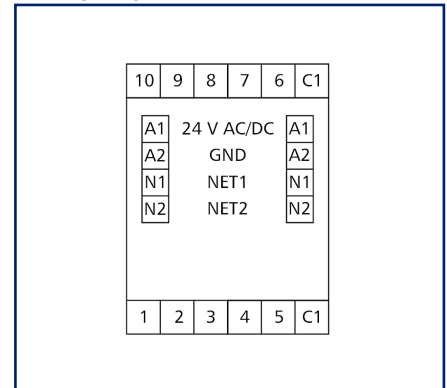 10 9 8 7 6 C1
A1 24 V AC/DC A1
A2 GND A2
N1 NET1 N1
N2 NET2 N2
1 2 3 4 5 C1